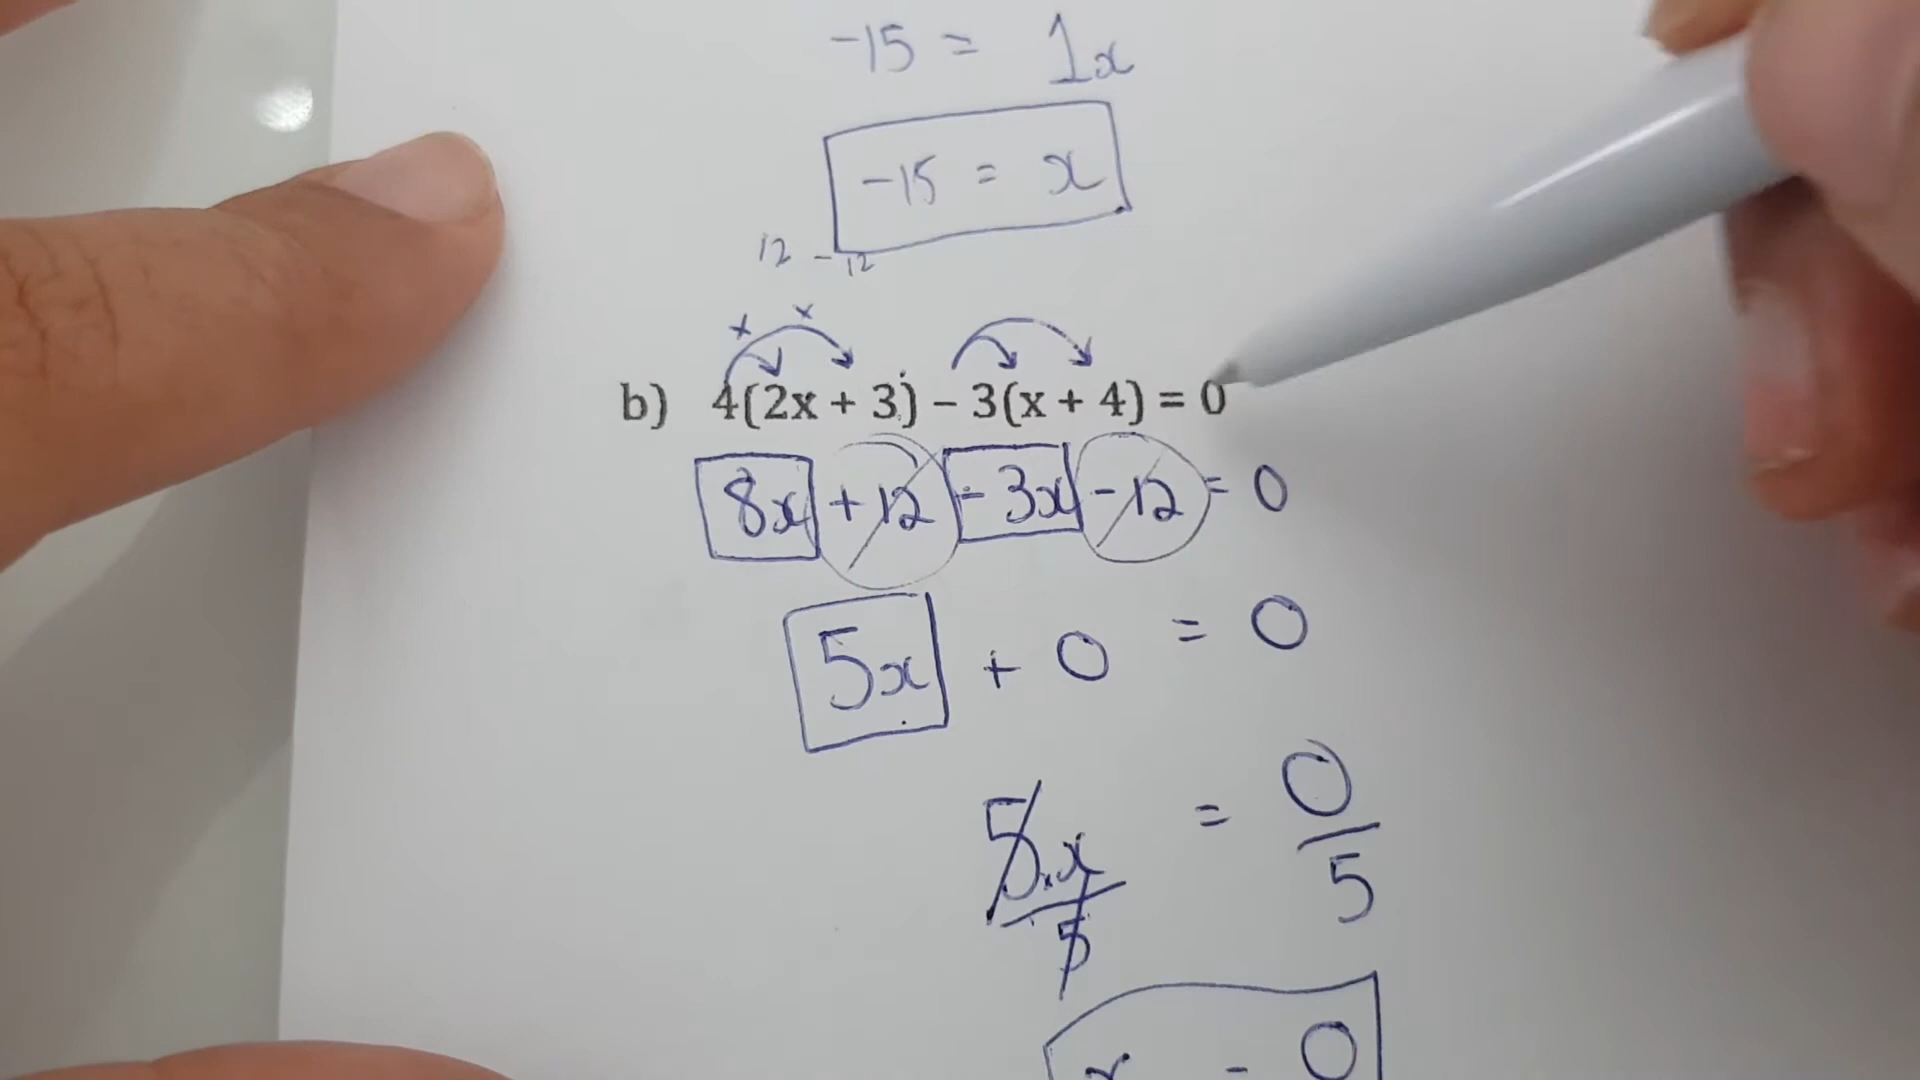 -15 = 1x
-15 = x
12 - 12
x x
b) 4(2x + 3) – 3(x + 4) = 0
8x + 12 - 3x - 12 = 0
5x + 0 = 0
5x/5 = 0/5
x = 0